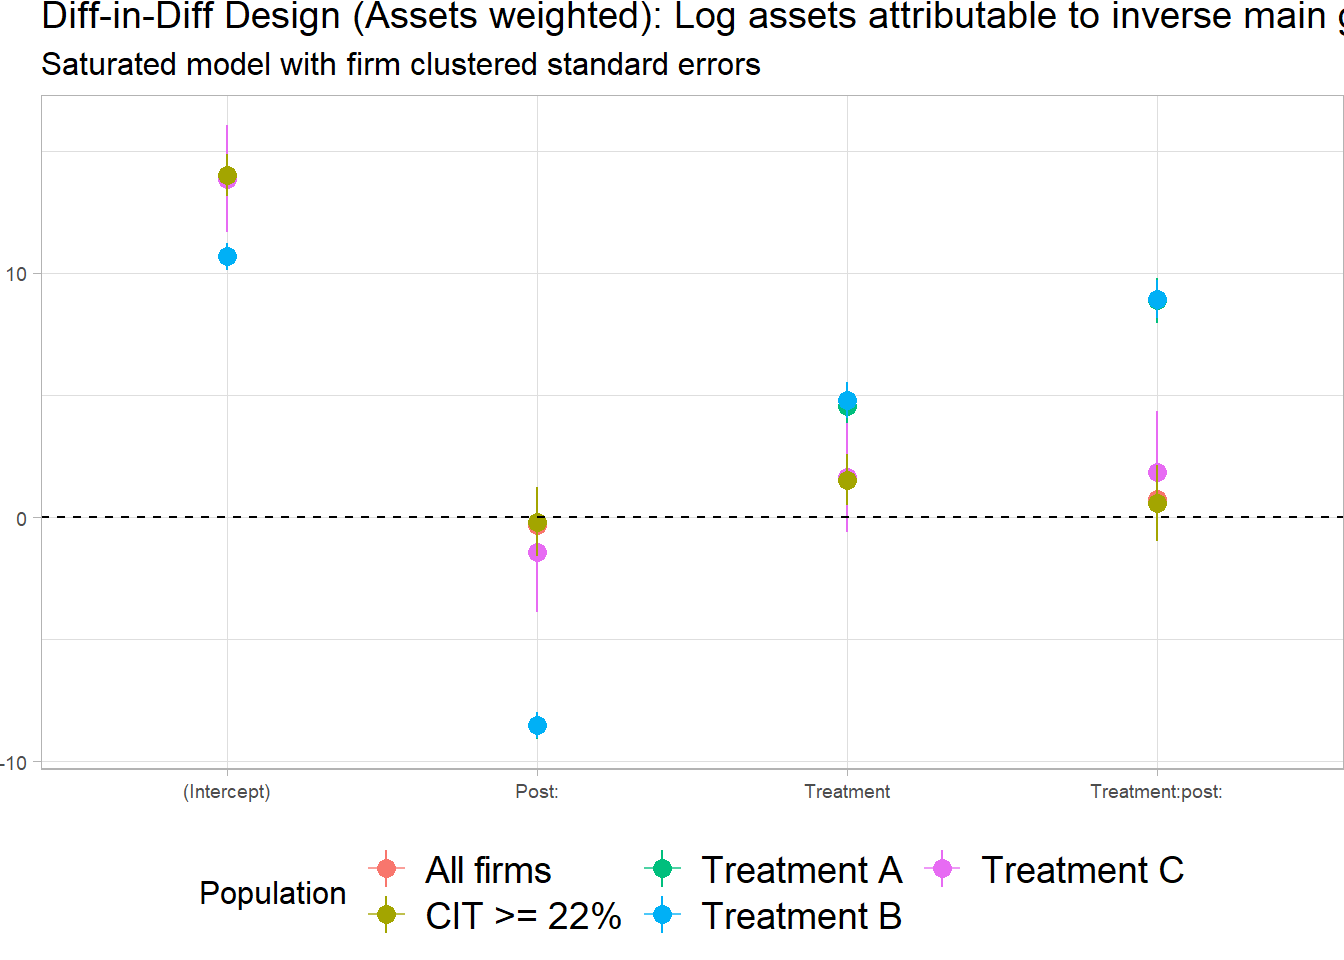 Diff-in-Diff Design (Assets weighted): Log assets attributable to inverse main
Saturated model with firm clustered standard errors
10
0
-10
(Intercept) Post: Treatment Treatment:post:
Population
All firms Treatment A Treatment C
CIT >= 22% Treatment B